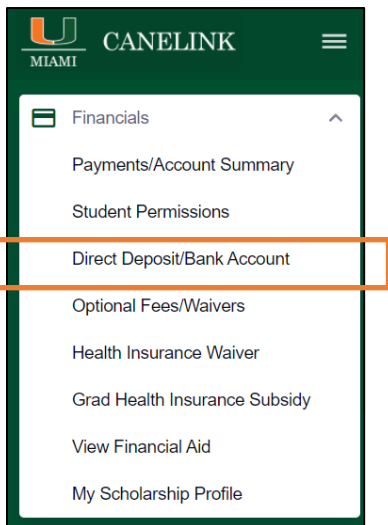 MIAMI
CANELINK
Financials
Payments/Account Summary
Student Permissions
Direct Deposit/Bank Account
Optional Fees/Waivers
Health Insurance Waiver
Grad Health Insurance Subsidy
View Financial Aid
My Scholarship Profile